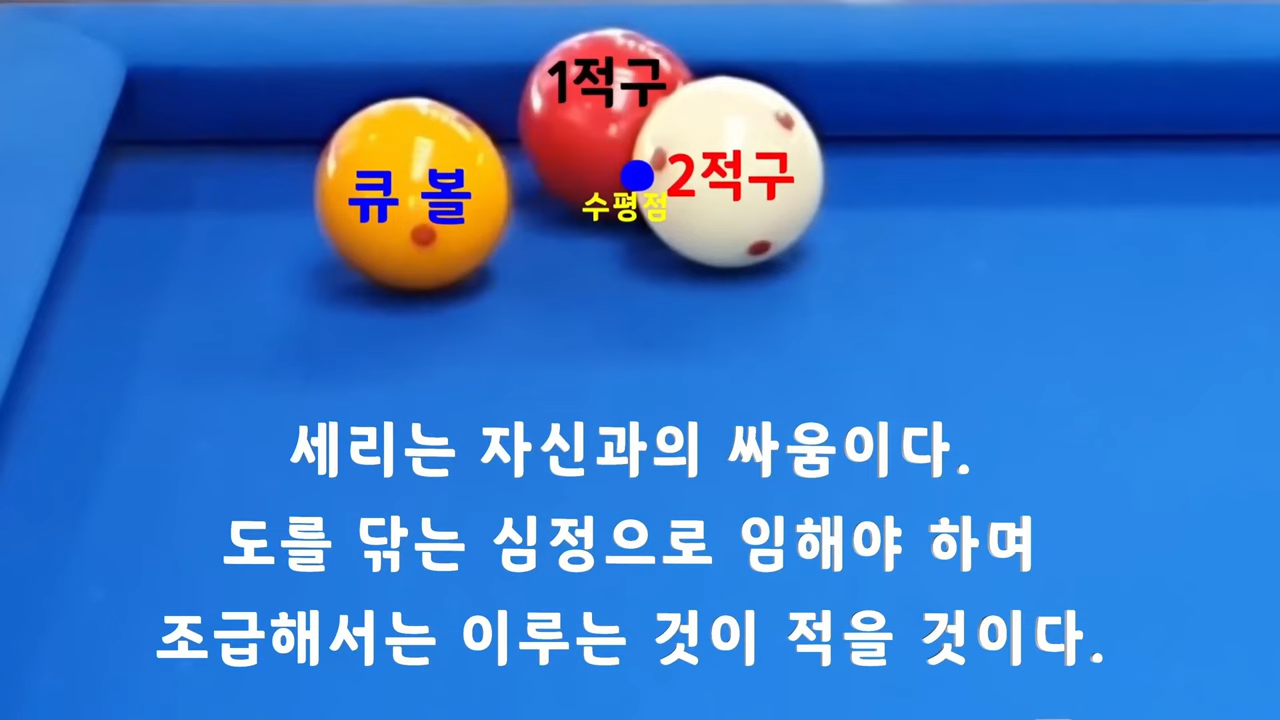 1적구
큐 볼
2적구
수평점
세리는 자신과의 싸움이다.
도를 닦는 심정으로 임해야 하며
조급해서는 이루는 것이 적을 것이다.